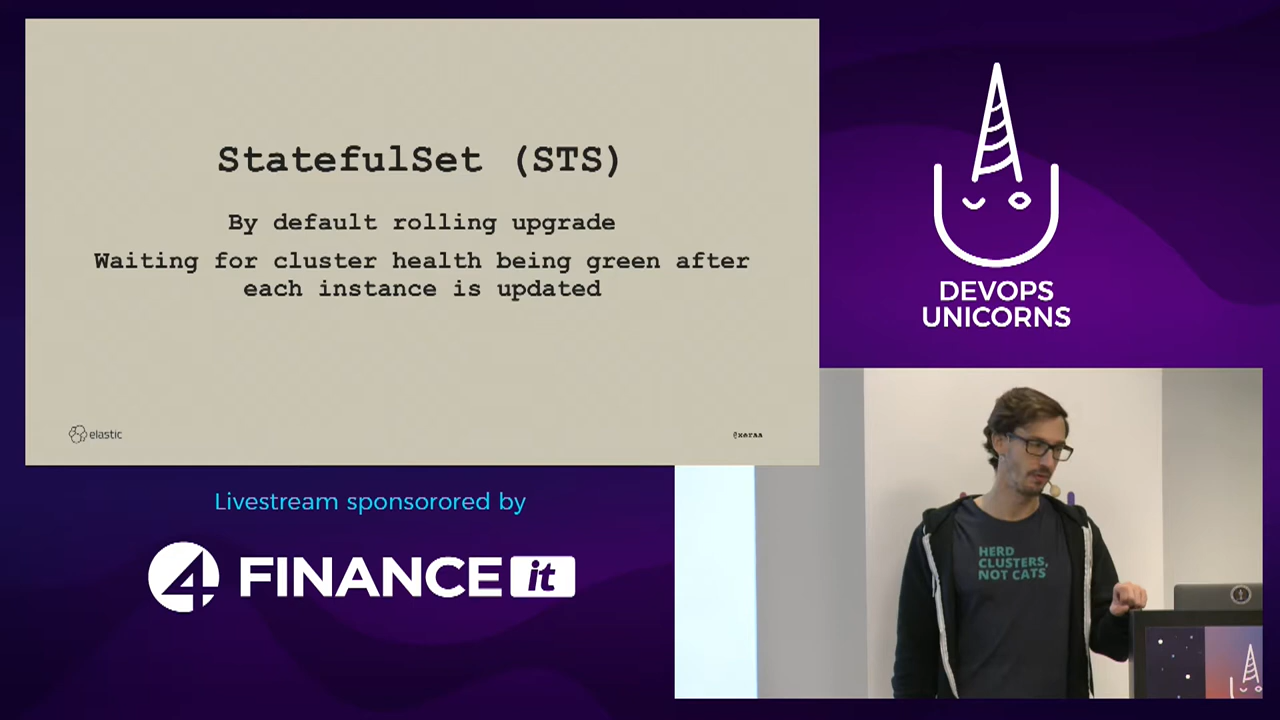 StatefulSet (STS)
By default rolling upgrade
Waiting for cluster health being green after
each instance is updated
elastic
@xeraa
DEVOPS
UNICORNS
Livestream sponsorored by
4FINANCE it
HERD
CLUSTERS,
NOT CATS